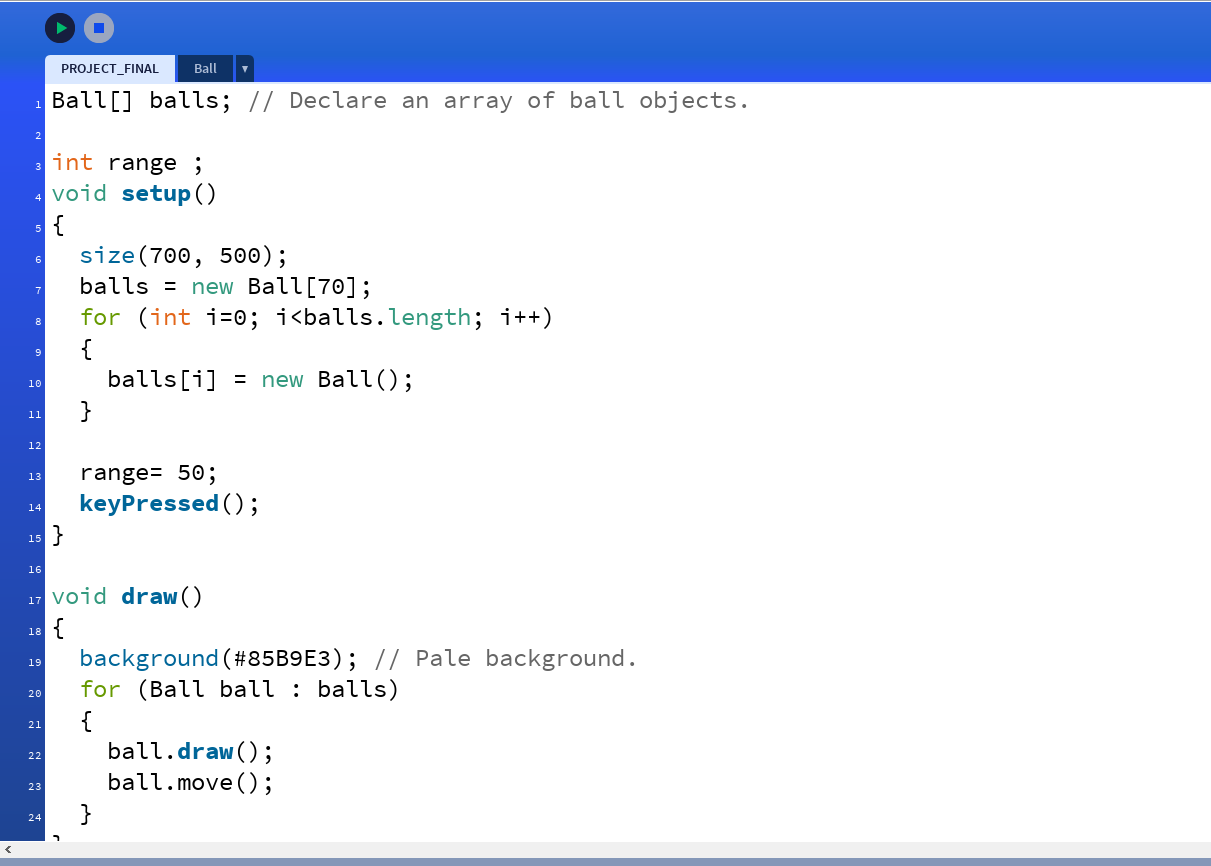 PROJECT_FINAL Ball ▼
1 Ball[] balls; // Declare an array of ball objects.
2
3 int range ;
4 void setup()
5 {
6   size(700, 500);
7   balls = new Ball[70];
8   for (int i=0; i<balls.length; i++)
9   {
10     balls[i] = new Ball();
11   }
12
13   range= 50;
14   keyPressed();
15 }
16
17 void draw()
18 {
19   background(#85B9E3); // Pale background.
20   for (Ball ball : balls)
21   {
22     ball.draw();
23     ball.move();
24   }